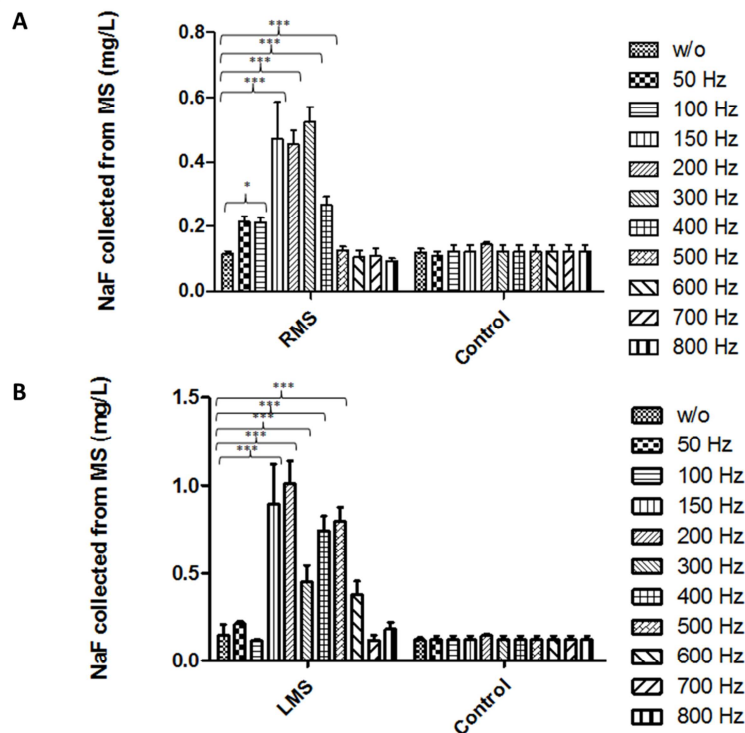 A
NaF collected from MS (mg/L)
0.8
0.6
0.4
0.2
0.0
***
***
***
***
*
RMS
Control
w/o
50 Hz
100 Hz
150 Hz
200 Hz
300 Hz
400 Hz
500 Hz
600 Hz
700 Hz
800 Hz
B
NaF collected from MS (mg/L)
1.5
1.0
0.5
0.0
***
***
***
***
***
LMS
Control
w/o
50 Hz
100 Hz
150 Hz
200 Hz
300 Hz
400 Hz
500 Hz
600 Hz
700 Hz
800 Hz